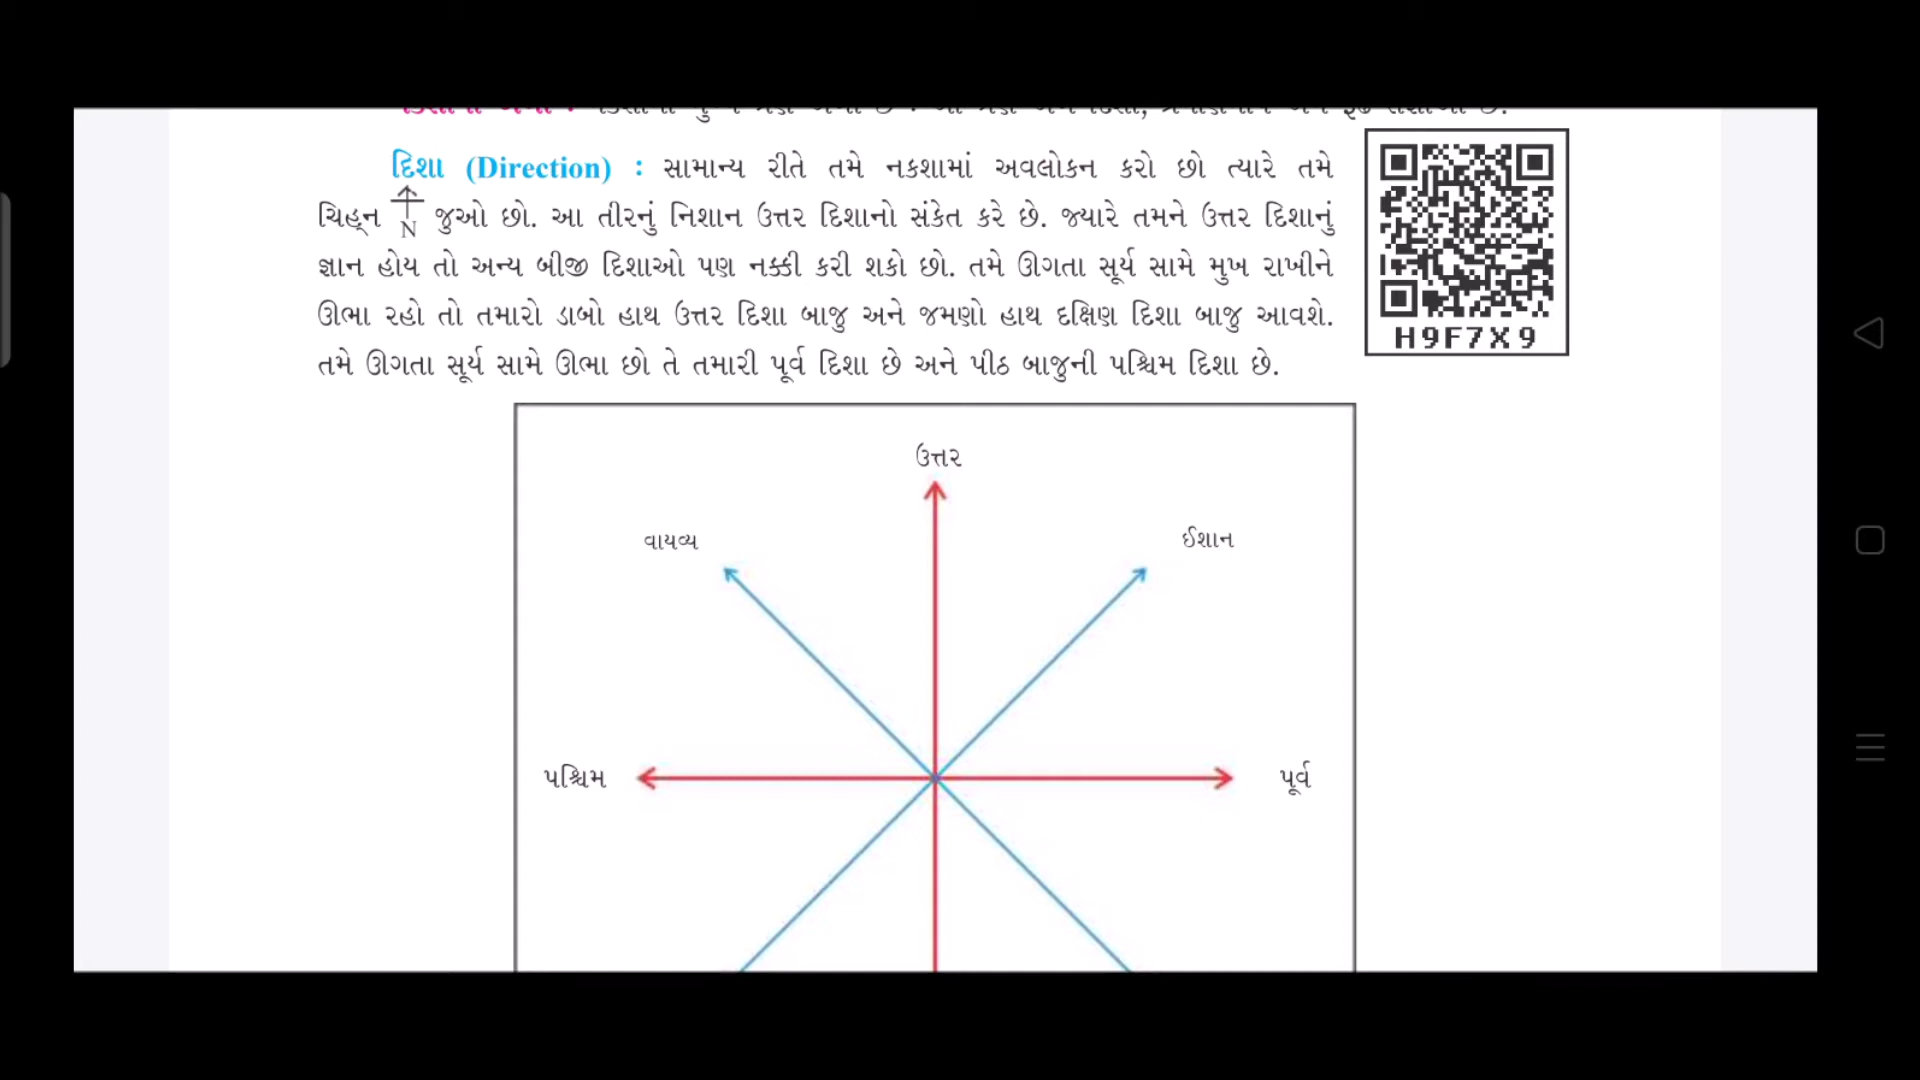 દિશા (Direction) : સામાન્ય રીતે તમે નકશામાં અવલોકન કરો છો ત્યારે તમે
ચિહ્ન N જુઓ છો. આ તીરનું નિશાન ઉત્તર દિશાનો સંકેત કરે છે. જ્યારે તમને ઉત્તર દિશાનું
જ્ઞાન હોય તો અન્ય બીજી દિશાઓ પણ નક્કી કરી શકો છો. તમે ઊગતા સૂર્ય સામે મુખ રાખીને
ઊભા રહો તો તમારો ડાબો હાથ ઉત્તર દિશા બાજુ અને જમણો હાથ દક્ષિણ દિશા બાજુ આવશે.
તમે ઊગતા સૂર્ય સામે ઊભા છો તે તમારી પૂર્વ દિશા છે અને પીઠ બાજુની પશ્ચિમ દિશા છે.
H9F7X9
ઉત્તર
વાયવ્ય
ઈશાન
પશ્ચિમ
પૂર્વ